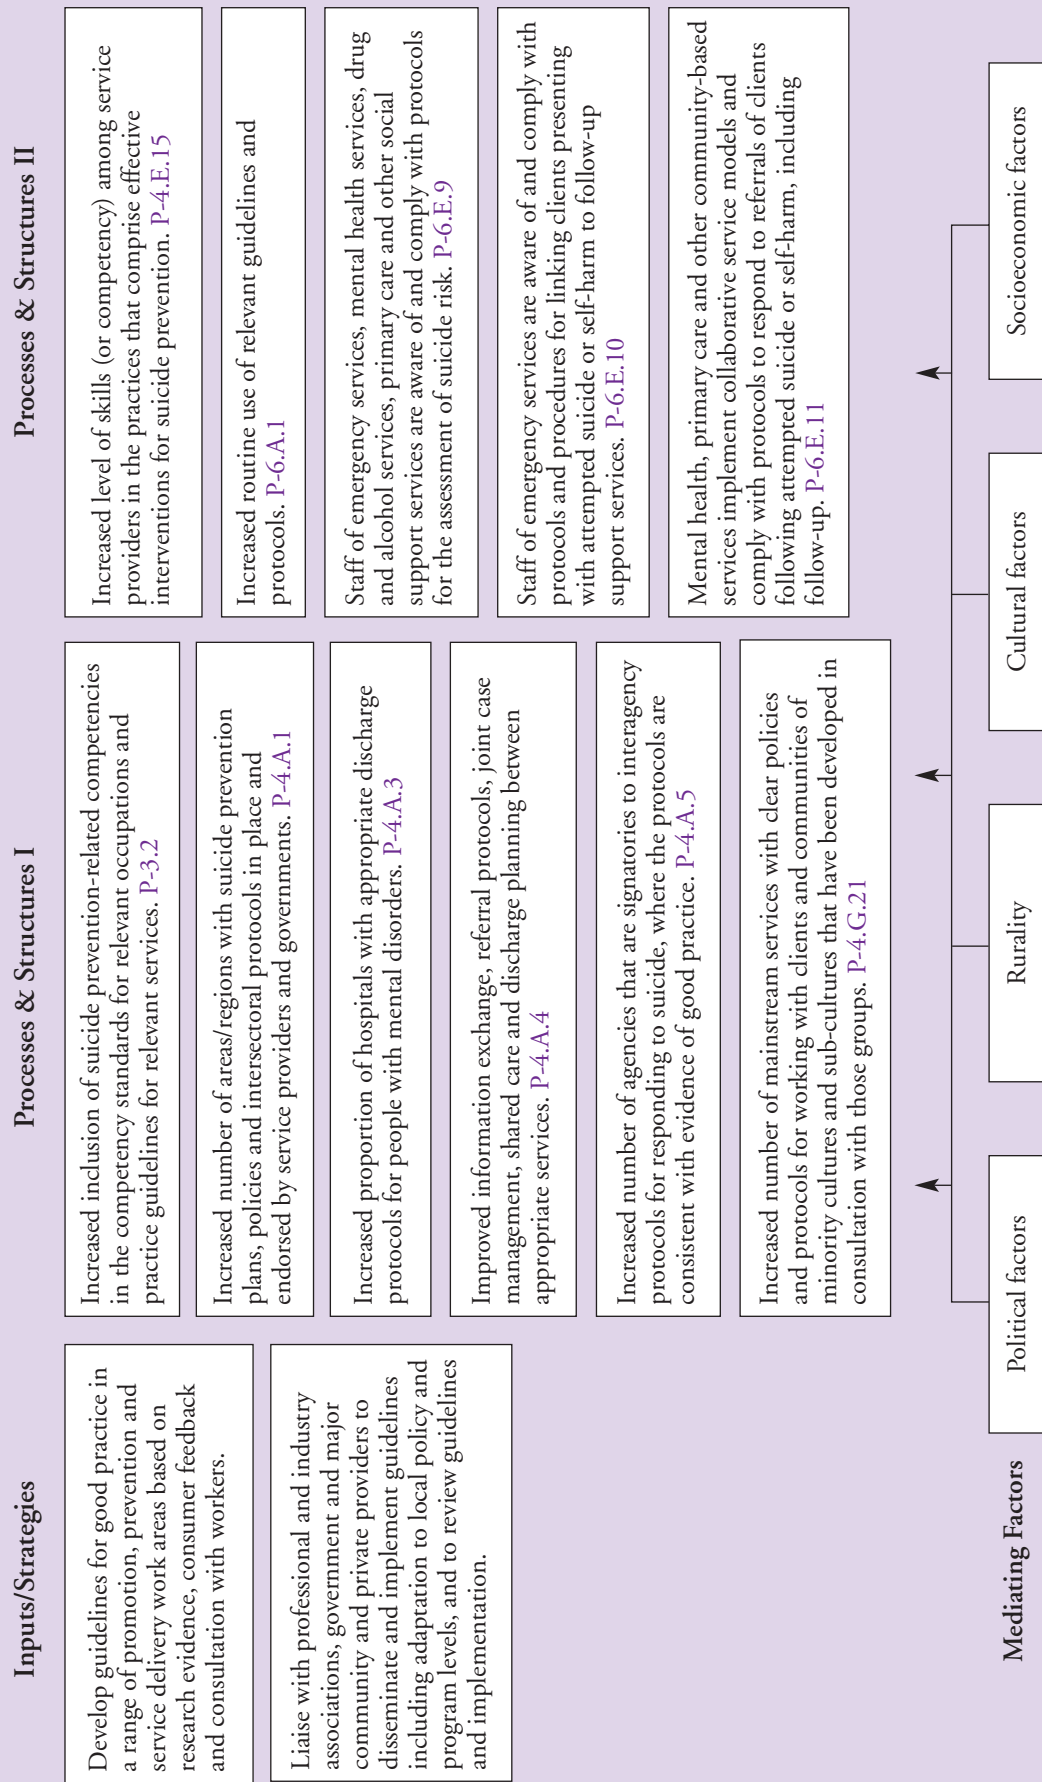 Inputs/Strategies
Develop guidelines for good practice in
a range of promotion, prevention and
service delivery work areas based on
research evidence, consumer feedback
and consultation with workers.
Liaise with professional and industry
associations, government and major
community and private providers to
disseminate and implement guidelines
including adaptation to local policy and
program levels, and to review guidelines
and implementation.
Processes & Structures I
Increased inclusion of suicide prevention-related competencies
in the competency standards for relevant occupations and
practice guidelines for relevant services. P-3.2
Increased number of areas/regions with suicide prevention
plans, policies and intersectoral protocols in place and
endorsed by service providers and governments. P-4.A.1
Increased proportion of hospitals with appropriate discharge
protocols for people with mental disorders. P-4.A.3
Improved information exchange, referral protocols, joint case
management, shared care and discharge planning between
appropriate services. P-4.A.4
Increased number of agencies that are signatories to interagency
protocols for responding to suicide, where the protocols are
consistent with evidence of good practice. P-4.A.5
Increased number of mainstream services with clear policies
and protocols for working with clients and communities of
minority cultures and sub-cultures that have been developed in
consultation with those groups. P-4.G.21
Processes & Structures II
Increased level of skills (or competency) among service
providers in the practices that comprise effective
interventions for suicide prevention. P-4.E.15
Increased routine use of relevant guidelines and
protocols. P-6.A.1
Staff of emergency services, mental health services, drug
and alcohol services, primary care and other social
support services are aware of and comply with protocols
for the assessment of suicide risk. P-6.E.9
Staff of emergency services are aware of and comply with
protocols and procedures for linking clients presenting
with attempted suicide or self-harm to follow-up
support services. P-6.E.10
Mental health, primary care and other community-based
services implement collaborative service models and
comply with protocols to respond to referrals of clients
following attempted suicide or self-harm, including
follow-up. P-6.E.11
Mediating Factors
Political factors
Rurality
Cultural factors
Socioeconomic factors